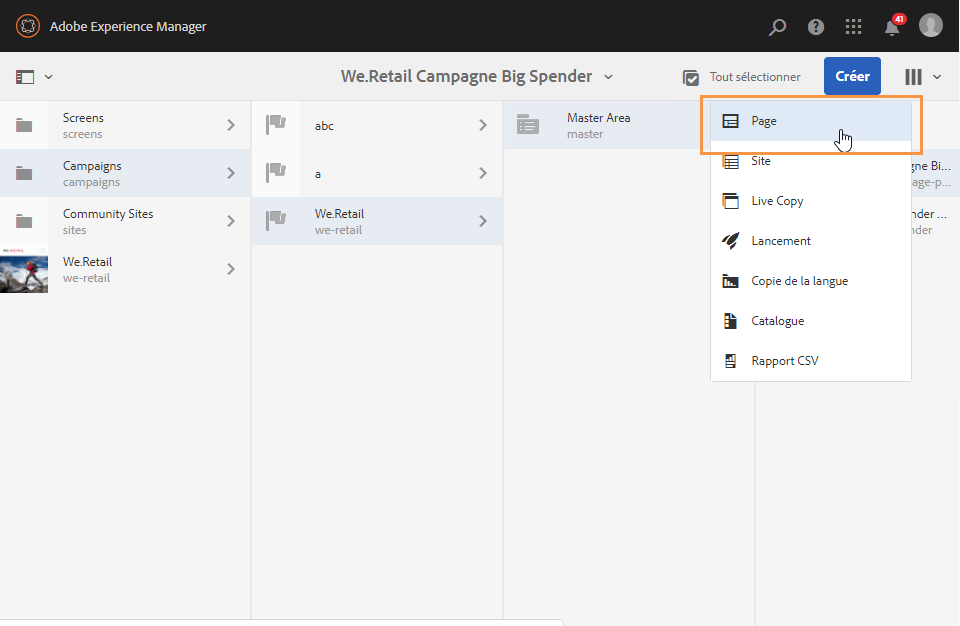 Adobe Experience Manager
41
We.Retail Campagne Big Spender
Tout sélectionner
Créer
Screens
screens
Campaigns
campaigns
Community Sites
sites
We.Retail
we-retail
abc
a
We.Retail
we-retail
Master Area
master
Page
Site
Live Copy
Lancement
Copie de la langue
Catalogue
Rapport CSV
gne Bi...
age-p...
nder ...
nder